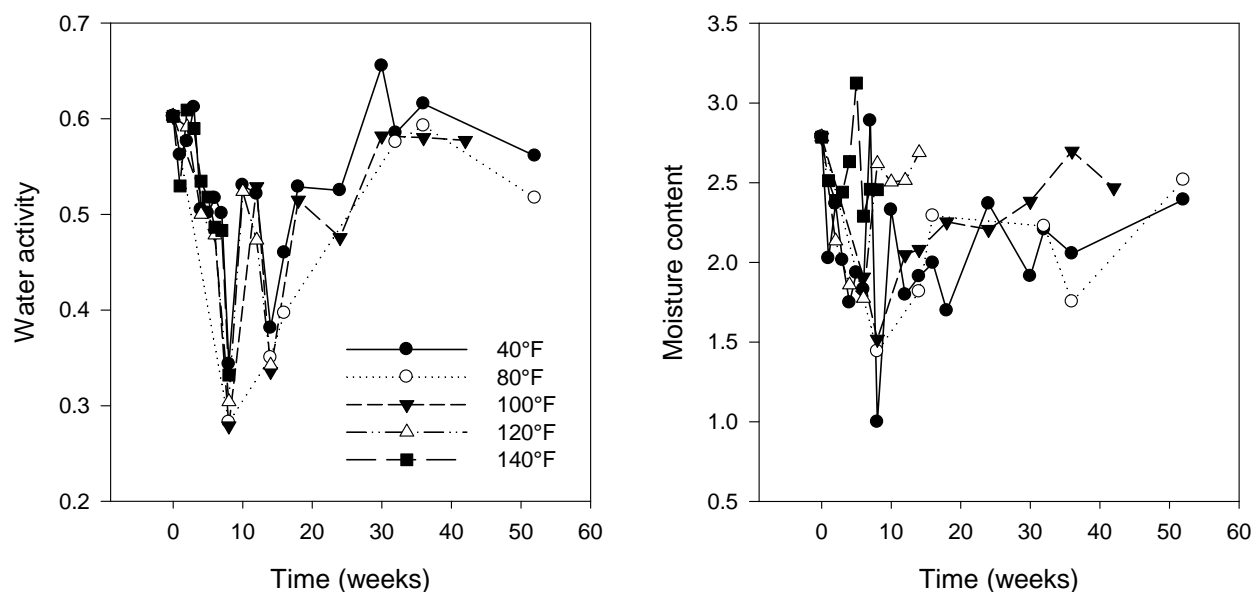 0.7
0.6
0.5
0.4
0.3
0.2
Water activity
0 10 20 30 40 50 60
Time (weeks)
40°F
80°F
100°F
120°F
140°F
3.5
3.0
2.5
2.0
1.5
1.0
0.5
Moisture content
0 10 20 30 40 50 60
Time (weeks)